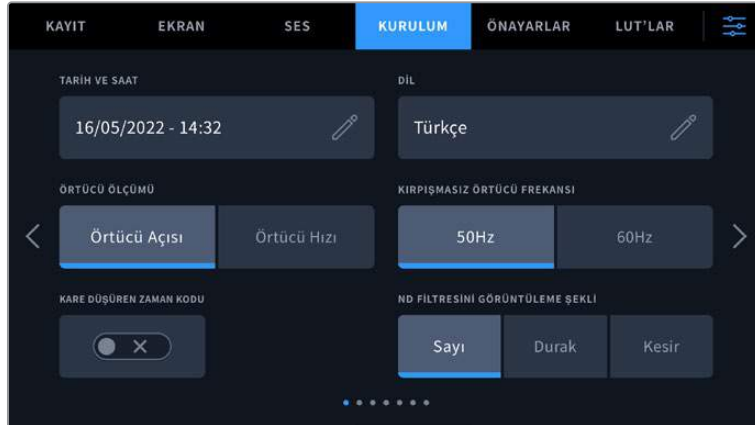 KAYIT EKRAN SES KURULUM ÖNAYARLAR LUT'LAR
TARİH VE SAAT DİL
16/05/2022 - 14:32 Türkçe
ÖRTÜCÜ ÖLÇÜMÜ KIRPIŞMASIZ ÖRTÜCÜ FREKANSI
Örtücü Açısı Örtücü Hızı 50Hz 60Hz
KARE DÜŞÜREN ZAMAN KODU ND FİLTRESİNİ GÖRÜNTÜLEME ŞEKLİ
Sayı Durak Kesir